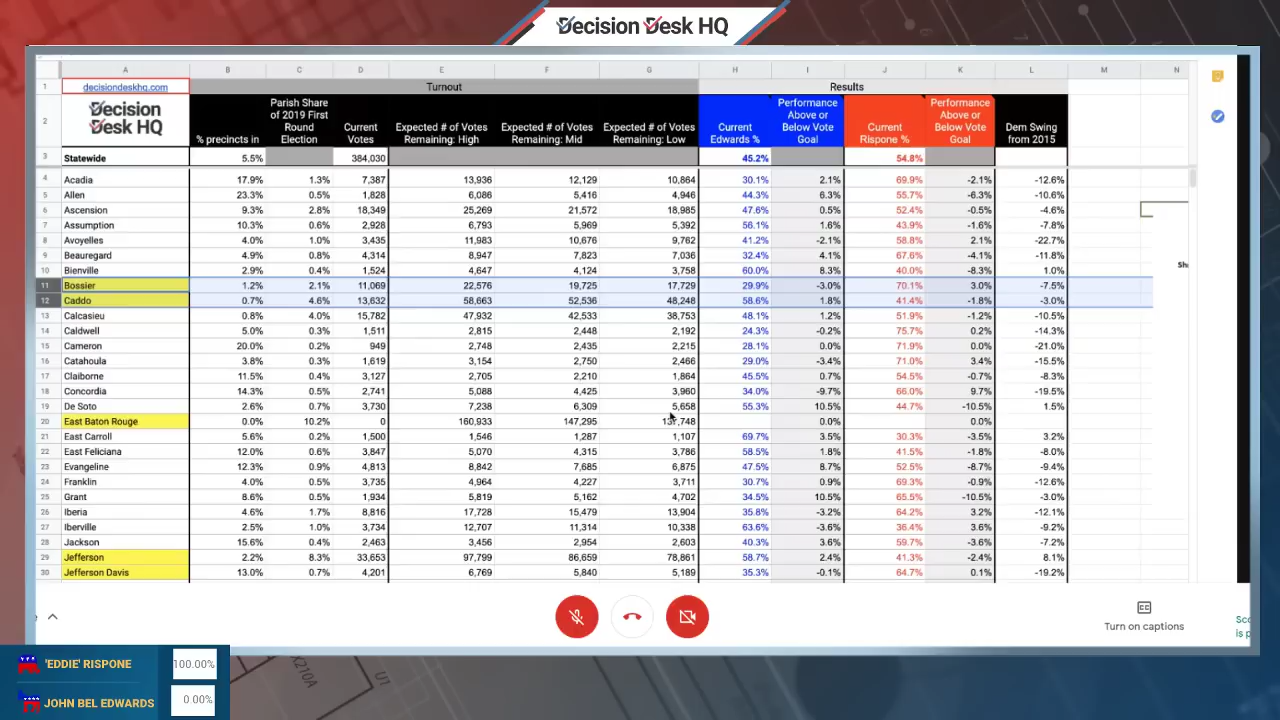 Decision Desk HQ
A B C D E F G H I J K L M N
1 decisiondeskhq.com Turnout Results
2 Decision Desk HQ % precincts in Parish Share of 2019 First Round Election Current Votes Expected # of Votes Remaining: High Expected # of Votes Remaining: Mid Expected # of Votes Remaining: Low Current Edwards % Performance Above or Below Vote Goal Current Rispone % Performance Above or Below Vote Goal Dem Swing from 2015
3 Statewide 5.5% 384,030 45.2% 54.8%
4 Acadia 17.9% 1.3% 7,387 13,936 12,129 10,864 30.1% 2.1% 69.9% -2.1% -12.6%
5 Allen 23.3% 0.5% 1,828 6,086 5,416 4,946 44.3% 6.3% 55.7% -6.3% -10.6%
6 Ascension 9.3% 2.8% 18,349 25,269 21,572 18,985 47.6% 0.5% 52.4% -0.5% -4.6%
7 Assumption 10.3% 0.6% 2,928 6,793 5,969 5,392 56.1% 1.6% 43.9% -1.6% -7.8%
8 Avoyelles 4.0% 1.0% 3,435 11,983 10,676 9,762 41.2% -2.1% 58.8% 2.1% -22.7%
9 Beauregard 4.9% 0.8% 4,314 8,947 7,823 7,036 32.4% 4.1% 67.6% -4.1% -11.8%
10 Bienville 2.9% 0.4% 1,524 4,647 4,124 3,758 60.0% 8.3% 40.0% -8.3% 1.0%
11 Bossier 1.2% 2.1% 11,069 22,576 19,725 17,729 29.9% -3.0% 70.1% 3.0% -7.5%
12 Caddo 0.7% 4.6% 13,632 58,663 52,536 48,248 58.6% 1.8% 41.4% -1.8% -3.0%
13 Calcasieu 0.8% 4.0% 15,782 47,932 42,533 38,753 48.1% 1.2% 51.9% -1.2% -10.5%
14 Caldwell 5.0% 0.3% 1,511 2,815 2,448 2,192 24.3% -0.2% 75.7% 0.2% -14.3%
15 Cameron 20.0% 0.2% 949 2,748 2,435 2,215 28.1% 0.0% 71.9% 0.0% -21.0%
16 Catahoula 3.8% 0.3% 1,619 3,154 2,750 2,466 29.0% -3.4% 71.0% 3.4% -15.5%
17 Claiborne 11.5% 0.4% 3,127 2,705 2,210 1,864 45.5% 0.7% 54.5% -0.7% -8.3%
18 Concordia 14.3% 0.5% 2,741 5,088 4,425 3,960 34.0% -9.7% 66.0% 9.7% -19.5%
19 De Soto 2.6% 0.7% 3,730 7,238 6,309 5,658 55.3% 10.5% 44.7% -10.5% 1.5%
20 East Baton Rouge 0.0% 10.2% 0 160,933 147,295 0.0% 0.0%
21 East Carroll 5.6% 0.2% 1,500 1,546 1,287 1,107 69.7% 3.5% 30.3% -3.5% 3.2%
22 East Feliciana 12.0% 0.6% 3,847 5,070 4,315 3,786 58.5% 1.8% 41.5% -1.8% -8.0%
23 Evangeline 12.3% 0.9% 4,813 8,842 7,685 6,875 47.5% 8.7% 52.5% -8.7% -9.4%
24 Franklin 4.0% 0.5% 3,735 4,964 4,227 3,711 30.7% 0.9% 69.3% -0.9% -12.6%
25 Grant 8.6% 0.5% 1,934 5,819 5,162 4,702 34.5% 10.5% 65.5% -10.5% -3.0%
26 Iberia 4.6% 1.7% 8,816 17,728 15,479 13,904 35.8% -3.2% 64.2% 3.2% -12.1%
27 Iberville 2.5% 1.0% 3,734 12,707 11,314 10,338 63.6% -3.6% 36.4% 3.6% -9.2%
28 Jackson 15.6% 0.4% 2,463 3,456 2,954 2,603 40.3% 3.6% 59.7% -3.6% -7.2%
29 Jefferson 2.2% 8.3% 33,653 97,799 86,659 78,861 58.7% 2.4% 41.3% -2.4% 8.1%
30 Jefferson Davis 13.0% 0.7% 4,201 6,769 5,840 5,189 35.3% -0.1% 64.7% 0.1% -19.2%
Turn on captions
is p
'EDDIE' RISPONE 100.00%
JOHN BEL EDWARDS 0.00%
X210A
U1